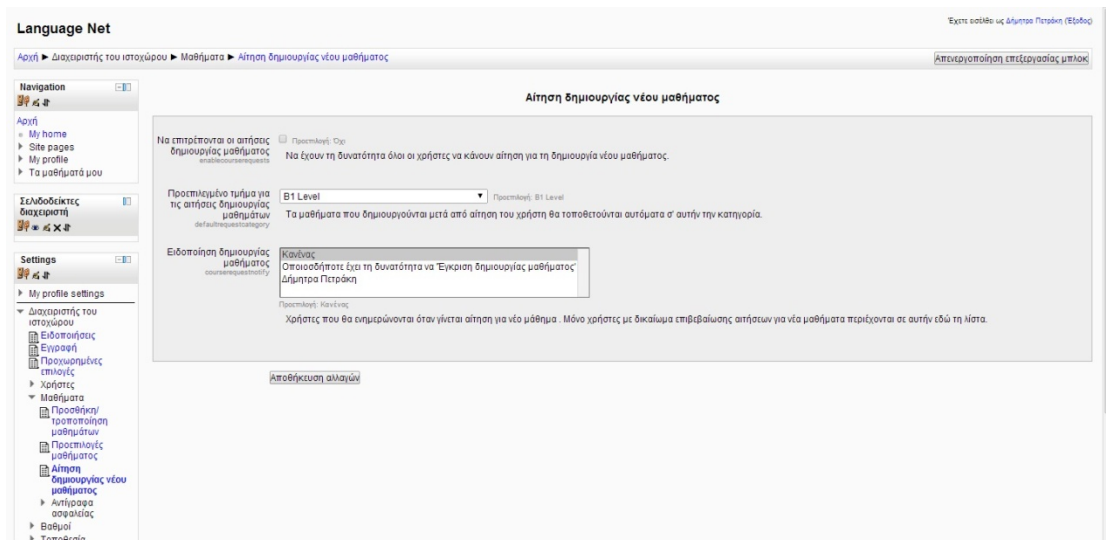 Language Net
Έχετε εισέλθει ως Δήμητρα Πετράκη (Έξοδος)
Αρχή ► Διαχειριστής του ιστοχώρου ► Μαθήματα ► Αίτηση δημιουργίας νέου μαθήματος
Απενεργοποίηση επεξεργασίας μπλοκ
Navigation
Αρχή
My home
Site pages
My profile
Τα μαθήματά μου
Σελιδοδείκτες
διαχειριστή
Settings
My profile settings
Διαχειριστής του
ιστοχώρου
Ειδοποιήσεις
Εγγραφή
Προχωρημένες
επιλογές
Χρήστες
Μαθήματα
Προσθήκη/
τροποποίηση
μαθημάτων
Προεπιλογές
μαθήματος
Αίτηση
δημιουργίας νέου
μαθήματος
Αντίγραφα
ασφαλείας
Βαθμοί
Τοποθεσία
Αίτηση δημιουργίας νέου μαθήματος
Να επιτρέπονται οι αιτήσεις
δημιουργίας μαθήματος
enablecourserequests
Προεπιλογή: Όχι
Να έχουν τη δυνατότητα όλοι οι χρήστες να κάνουν αίτηση για τη δημιουργία νέου μαθήματος.
Προεπιλεγμένο τμήμα για
τις αιτήσεις δημιουργίας
μαθημάτων
defaultrequestcategory
B1 Level
Προεπιλογή: B1 Level
Τα μαθήματα που δημιουργούνται μετά από αίτηση του χρήστη θα τοποθετούνται αυτόματα σ' αυτήν την κατηγορία.
Ειδοποίηση δημιουργίας
μαθήματος
courserequestnotify
Κανένας
Οποιοσδήποτε έχει τη δυνατότητα να 'Έγκριση δημιουργίας μαθήματος'
Δήμητρα Πετράκη
Προεπιλογή: Κανένας
Χρήστες που θα ενημερώνονται όταν γίνεται αίτηση για νέο μάθημα . Μόνο χρήστες με δικαίωμα επιβεβαίωσης αιτήσεων για νέα μαθήματα περιέχονται σε αυτήν εδώ τη λίστα.
Αποθήκευση αλλαγών